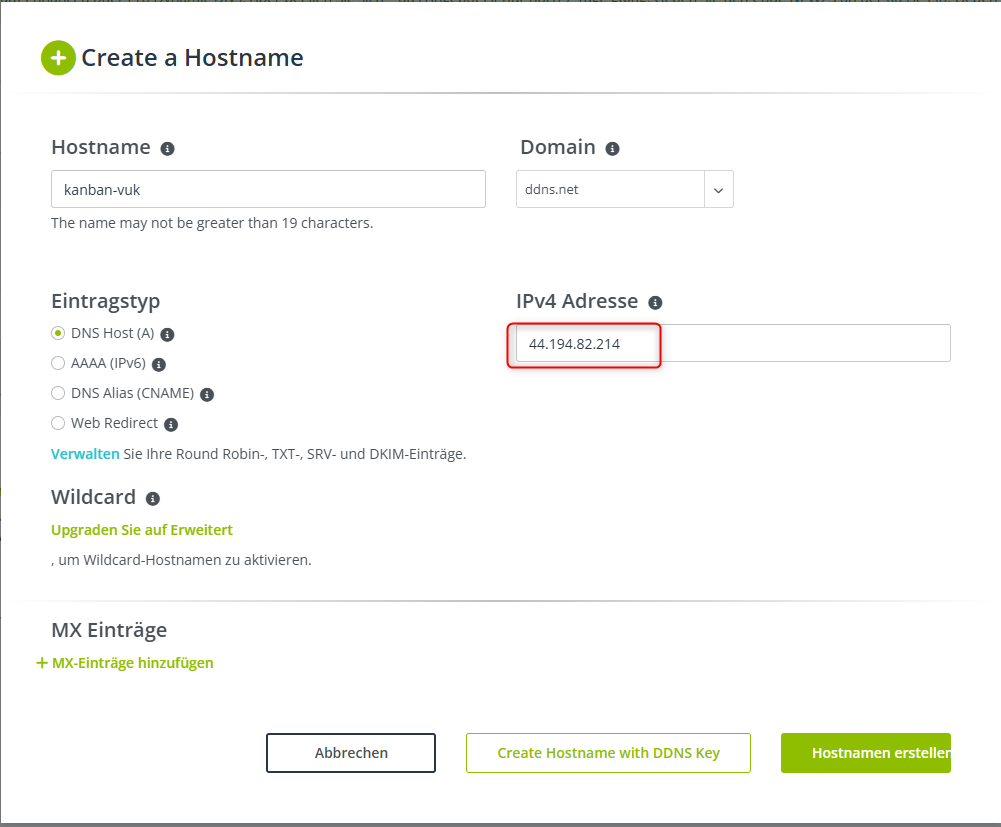 Create a Hostname
Hostname
Domain
kanban-vuk
ddns.net
The name may not be greater than 19 characters.
Eintragstyp
IPv4 Adresse
DNS Host (A)
44.194.82.214
AAAA (IPv6)
DNS Alias (CNAME)
Web Redirect
Verwalten Sie Ihre Round Robin-, TXT-, SRV- und DKIM-Einträge.
Wildcard
Upgraden Sie auf Erweitert
, um Wildcard-Hostnamen zu aktivieren.
MX Einträge
+ MX-Einträge hinzufügen
Abbrechen
Create Hostname with DDNS Key
Hostnamen erstellen